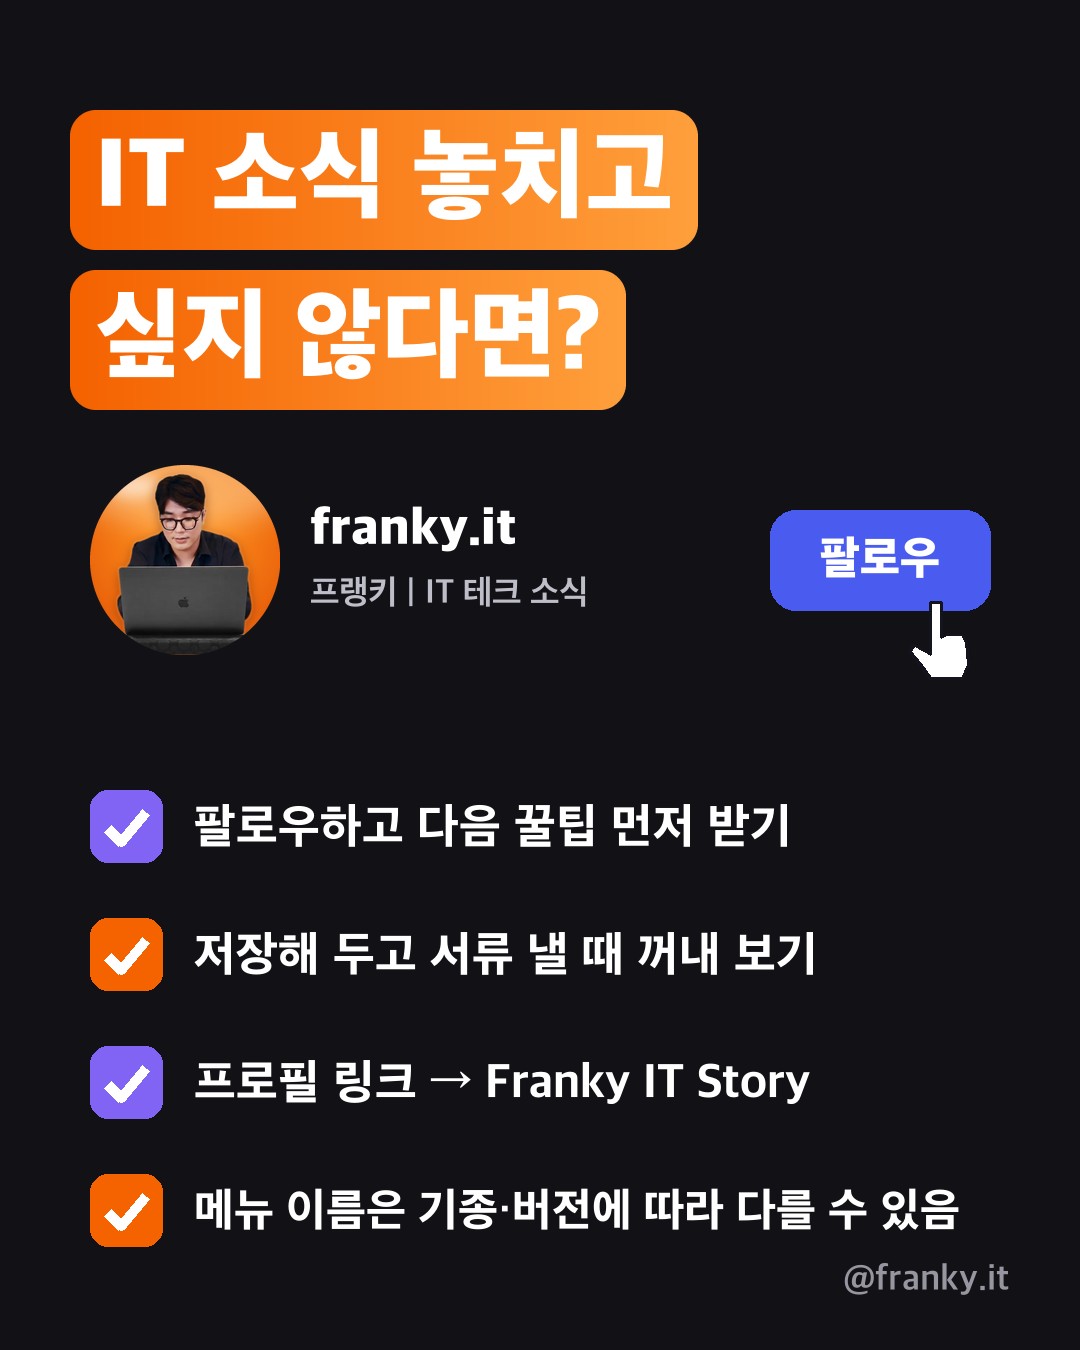 IT 소식 놓치고
싶지 않다면?
franky.it
프랭키 | IT 테크 소식
팔로우
팔로우하고 다음 꿀팁 먼저 받기
저장해 두고 서류 낼 때 꺼내 보기
프로필 링크 → Franky IT Story
메뉴 이름은 기종·버전에 따라 다를 수 있음
@franky.it